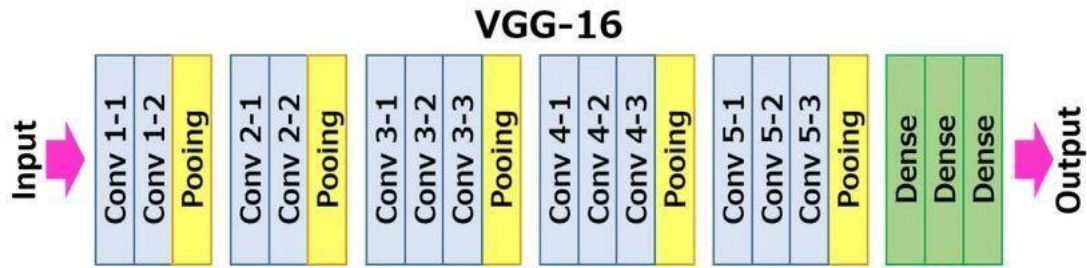 VGG-16
Input
Conv 1-1
Conv 1-2
Pooing
Conv 2-1
Conv 2-2
Pooing
Conv 3-1
Conv 3-2
Conv 3-3
Pooing
Conv 4-1
Conv 4-2
Conv 4-3
Pooing
Conv 5-1
Conv 5-2
Conv 5-3
Pooing
Dense
Dense
Dense
Output